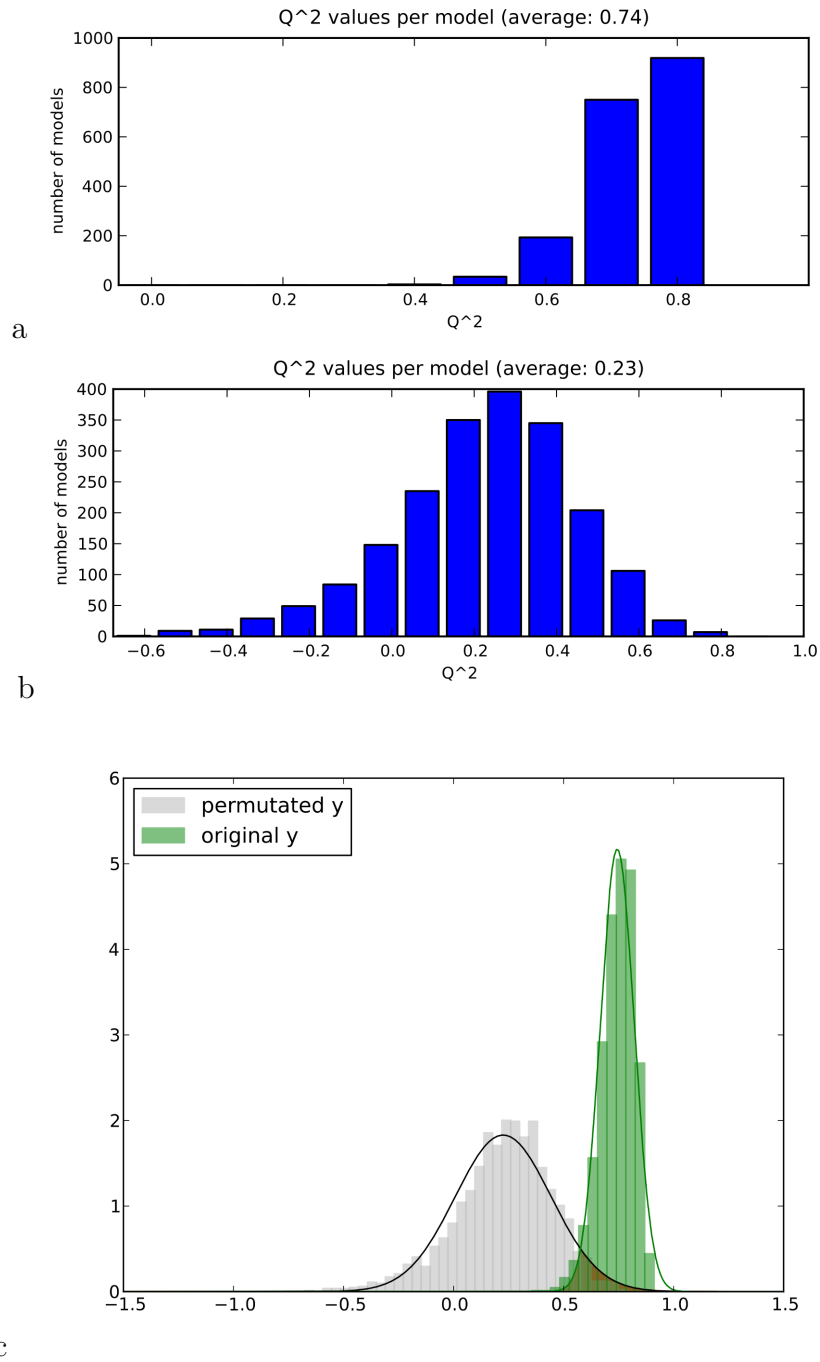 Q^2 values per model (average: 0.74)
1000
800
600
400
200
0
number of models
0.0 0.2 0.4 0.6 0.8
Q^2
a
Q^2 values per model (average: 0.23)
400
350
300
250
200
150
100
50
0
number of models
−0.6 −0.4 −0.2 0.0 0.2 0.4 0.6 0.8 1.0
Q^2
b
6
5
4
3
2
1
0
permutated y
original y
−1.5 −1.0 −0.5 0.0 0.5 1.0 1.5
c